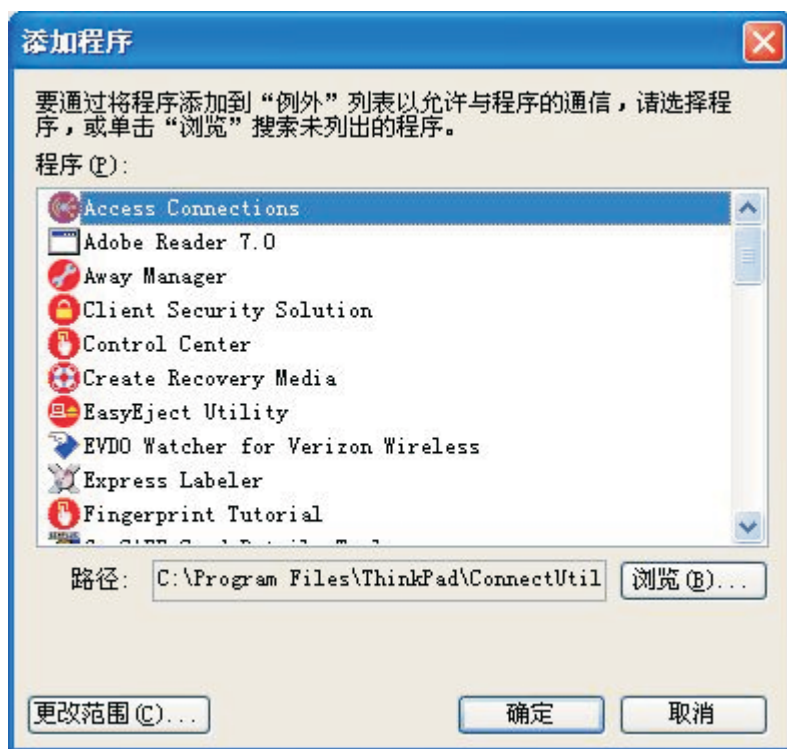 添加程序
要通过将程序添加到“例外”列表以允许与程序的通信，请选择程
序，或单击“浏览”搜索未列出的程序。
程序(P):
Access Connections
Adobe Reader 7.0
Away Manager
Client Security Solution
Control Center
Create Recovery Media
EasyEject Utility
EVDO Watcher for Verizon Wireless
Express Labeler
Fingerprint Tutorial
路径: C:\Program Files\ThinkPad\ConnectUtil 浏览(B)...
更改范围(C)... 确定 取消